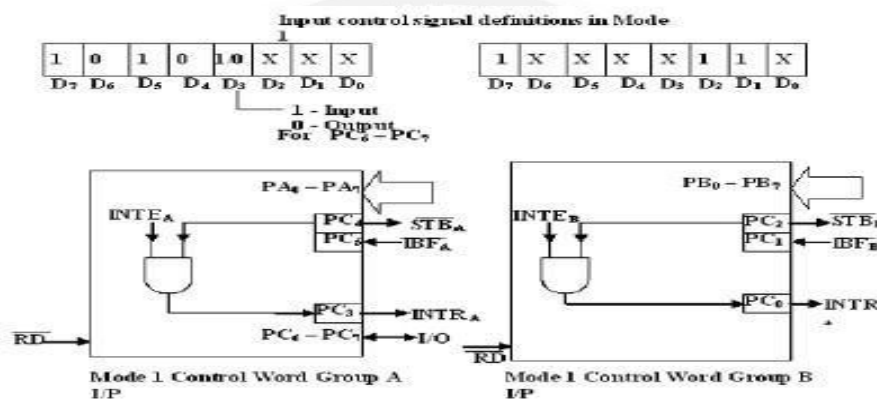 Input control signal definitions in Mode
1
1 0 1 0 1/0 X X X
D7 D6 D5 D4 D3 D2 D1 D0
1 - Input
0 - Output
For PC6 – PC7
1 X X X X 1 1 X
D7 D6 D5 D4 D3 D2 D1 D0
PA0 – PA7
INTEA
PC4 STBA
PC5 IBFA
PC3 INTRA
RD
PC6 – PC7 I/O
Mode 1 Control Word Group A
I/P
PB0 – PB7
INTEB
PC2
PC1 IBFB
PC0 INTR
RD
Mode 1 Control Word Group B
I/P